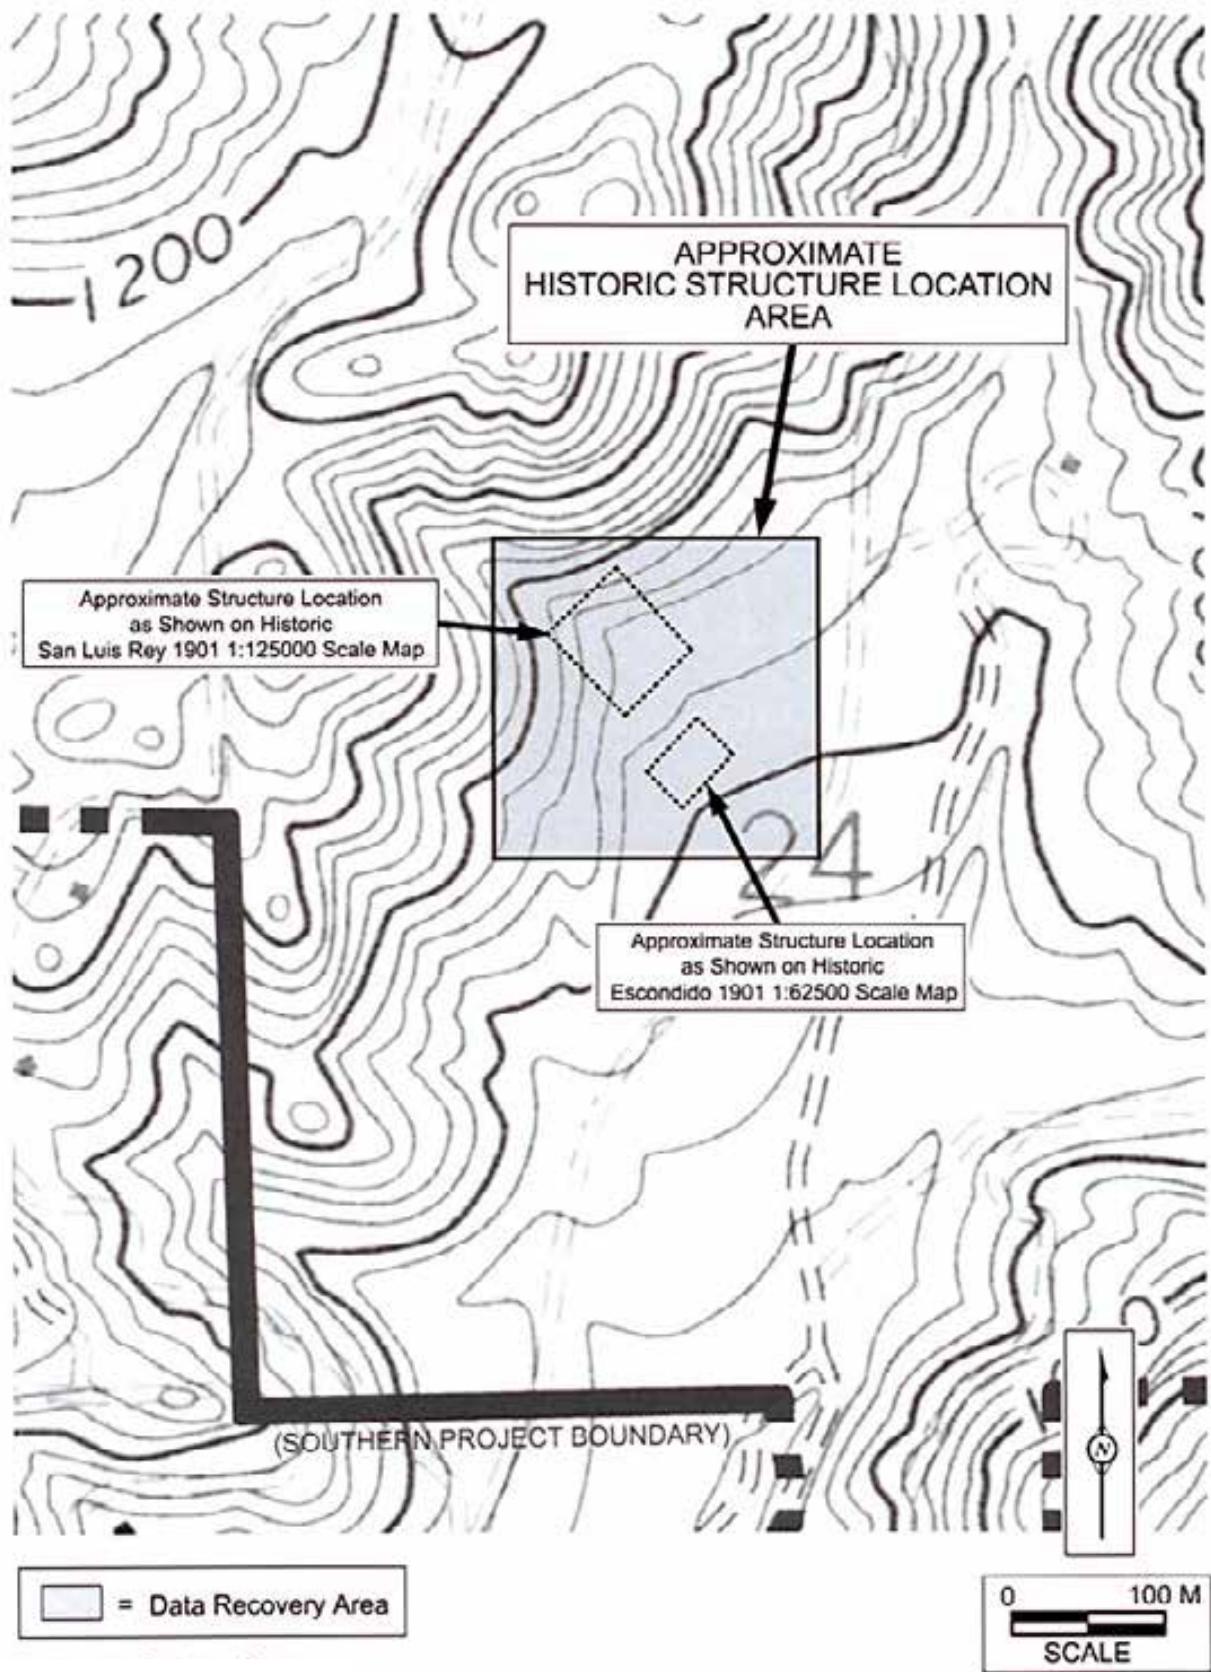 1200
APPROXIMATE
HISTORIC STRUCTURE LOCATION
AREA
Approximate Structure Location
as Shown on Historic
San Luis Rey 1901 1:125000 Scale Map
24
Approximate Structure Location
as Shown on Historic
Escondido 1901 1:62500 Scale Map
(SOUTHERN PROJECT BOUNDARY)
N
= Data Recovery Area
0 100 M
SCALE